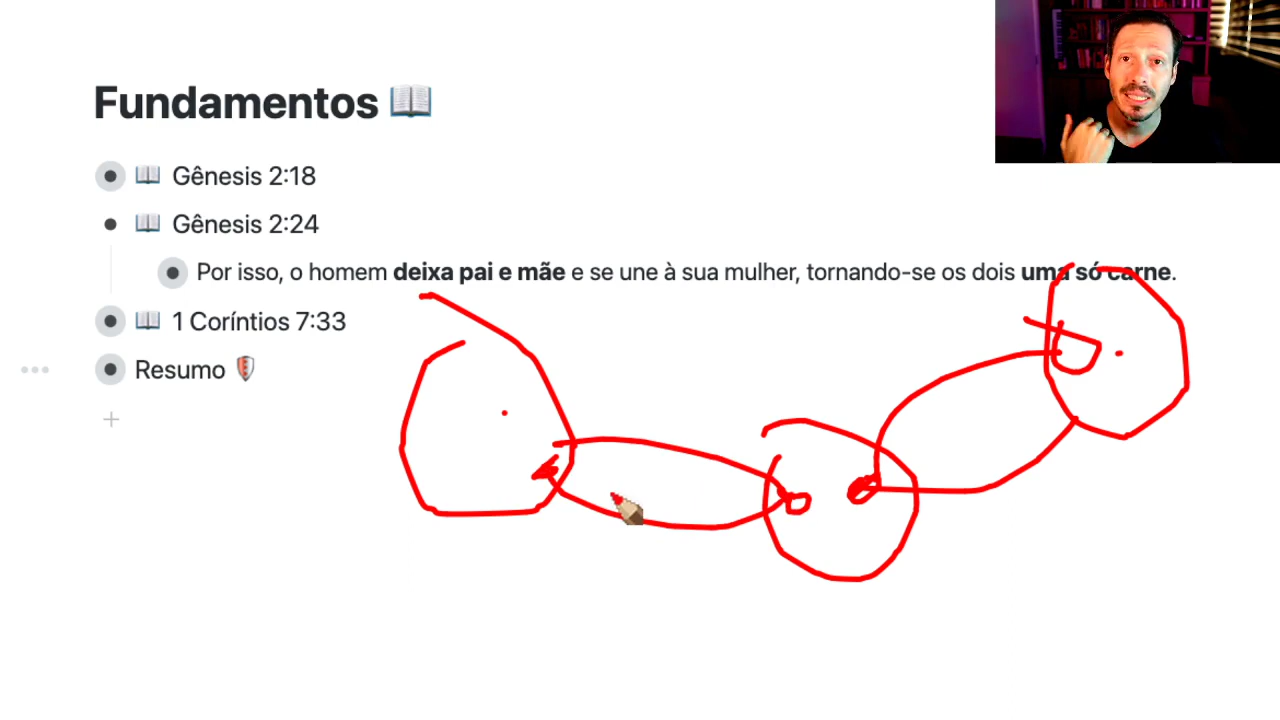 Fundamentos 📖
📖 Gênesis 2:18
📖 Gênesis 2:24
Por isso, o homem deixa pai e mãe e se une à sua mulher, tornando-se os dois uma só carne.
📖 1 Coríntios 7:33
Resumo 🛡️